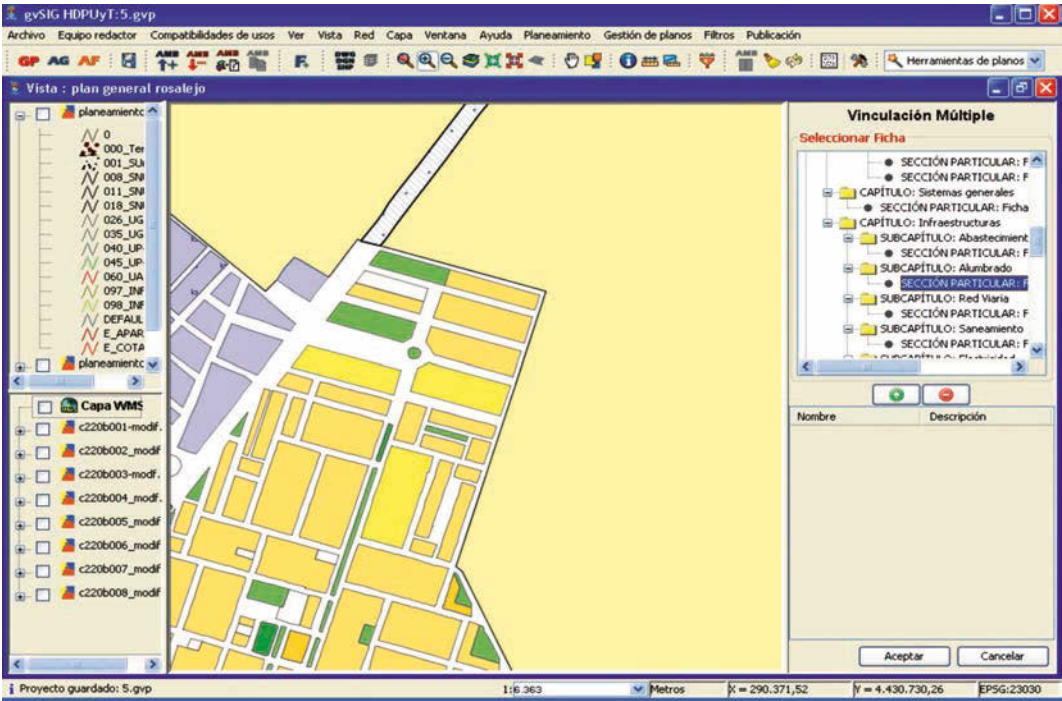 gvSIG HDPUyT:5.gvp
Archivo Equipo redactor Compatibilidades de usos Ver Vista Red Capa Ventana Ayuda Planeamiento Gestión de planos Filtros Publicación
GP AG AF F. Herramientas de planos
Vista : plan general rosalejo
planeamientc
0
000_Ter
001_SU
008_SN
011_SN
018_SN
026_UG
035_UG
040_UP
045_UP
060_UA
097_INF
098_INF
DEFAUL
E_APAR
E_COTA
planeamientc
Capa WMS
c220b001-modif.
c220b002_modif
c220b003-modif.
c220b004_modif.
c220b005_modif
c220b006_modif
c220b007_modif
c220b008_modif
Vinculación Múltiple
Seleccionar Ficha
SECCIÓN PARTICULAR: F
SECCIÓN PARTICULAR: F
CAPÍTULO: Sistemas generales
SECCIÓN PARTICULAR: Ficha
CAPÍTULO: Infraestructuras
SUBCAPÍTULO: Abastecimient
SECCIÓN PARTICULAR: F
SUBCAPÍTULO: Alumbrado
SECCIÓN PARTICULAR: F
SUBCAPÍTULO: Red Viaria
SECCIÓN PARTICULAR: F
SUBCAPÍTULO: Saneamiento
SECCIÓN PARTICULAR: F
Nombre Descripción
Aceptar Cancelar
Proyecto guardado: 5.gvp 1:6.363 Metros X = 290.371,52 Y = 4.430.730,26 EPSG:23030